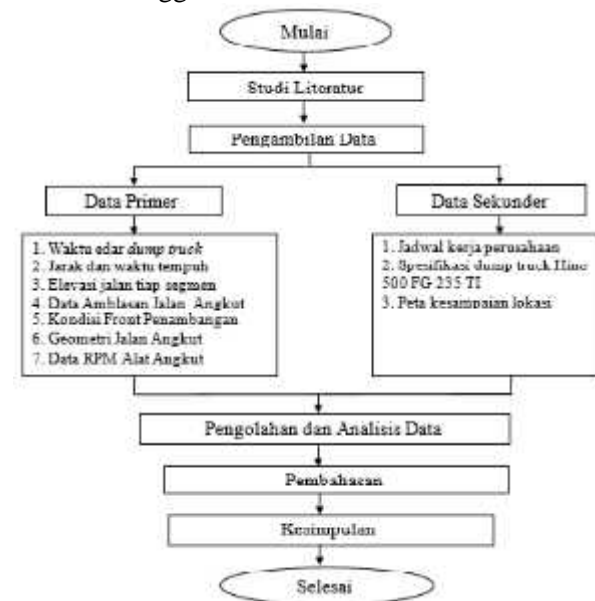 Mulai
Studi Literatur
Pengambilan Data
Data Primer
1. Waktu edar dump truck
2. Jarak dan waktu tempuh
3. Elevasi jalan tiap segmen
4. Data Amblasan Jalan Angkut
5. Kondisi Front Penambangan
6. Geometri Jalan Angkut
7. Data RPM Alat Angkut
Data Sekunder
1. Jadwal kerja perusahaan
2. Spesifikasi dump truck Hino
500 FG 235 TI
3. Peta kesampaian lokasi
Pengolahan dan Analisis Data
Pembahasan
Kesimpulan
Selesai